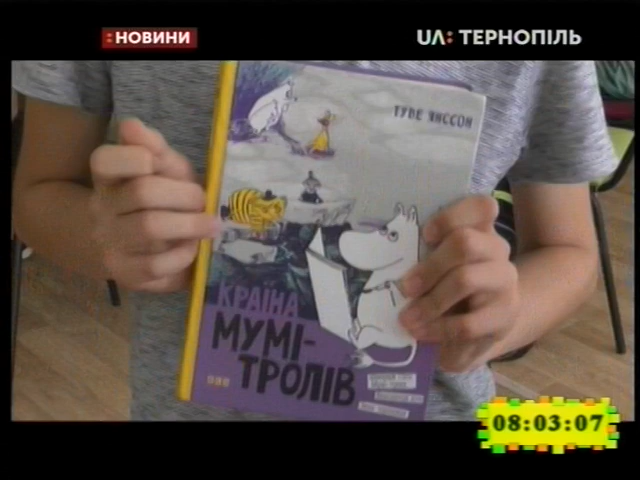 :НОВИНИ
UA: ТЕРНОПІЛЬ
ТУВЕ ЯНССОН
КРАЇНА
МУМІ-
ТРОЛІВ
08:03:07